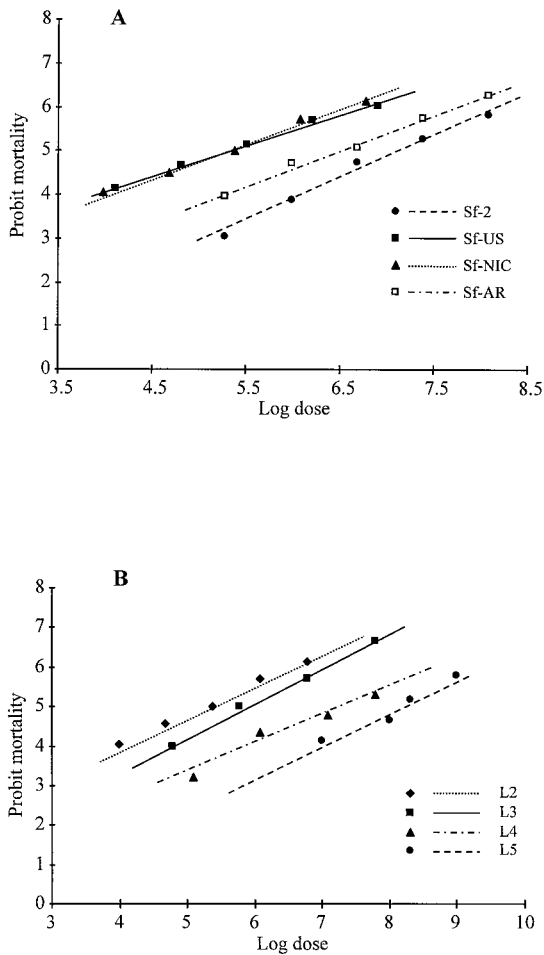 A
8
7
6
5
4
3
2
1
0
Probit mortality
Sf-2
Sf-US
Sf-NIC
Sf-AR
3.5 4.5 5.5 6.5 7.5 8.5
Log dose
B
8
7
6
5
4
3
2
1
0
Probit mortality
L2
L3
L4
L5
3 4 5 6 7 8 9 10
Log dose